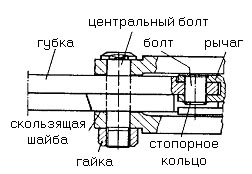 центральный болт
губка
болт
рычаг
скользящая
шайба
гайка
стопорное
кольцо